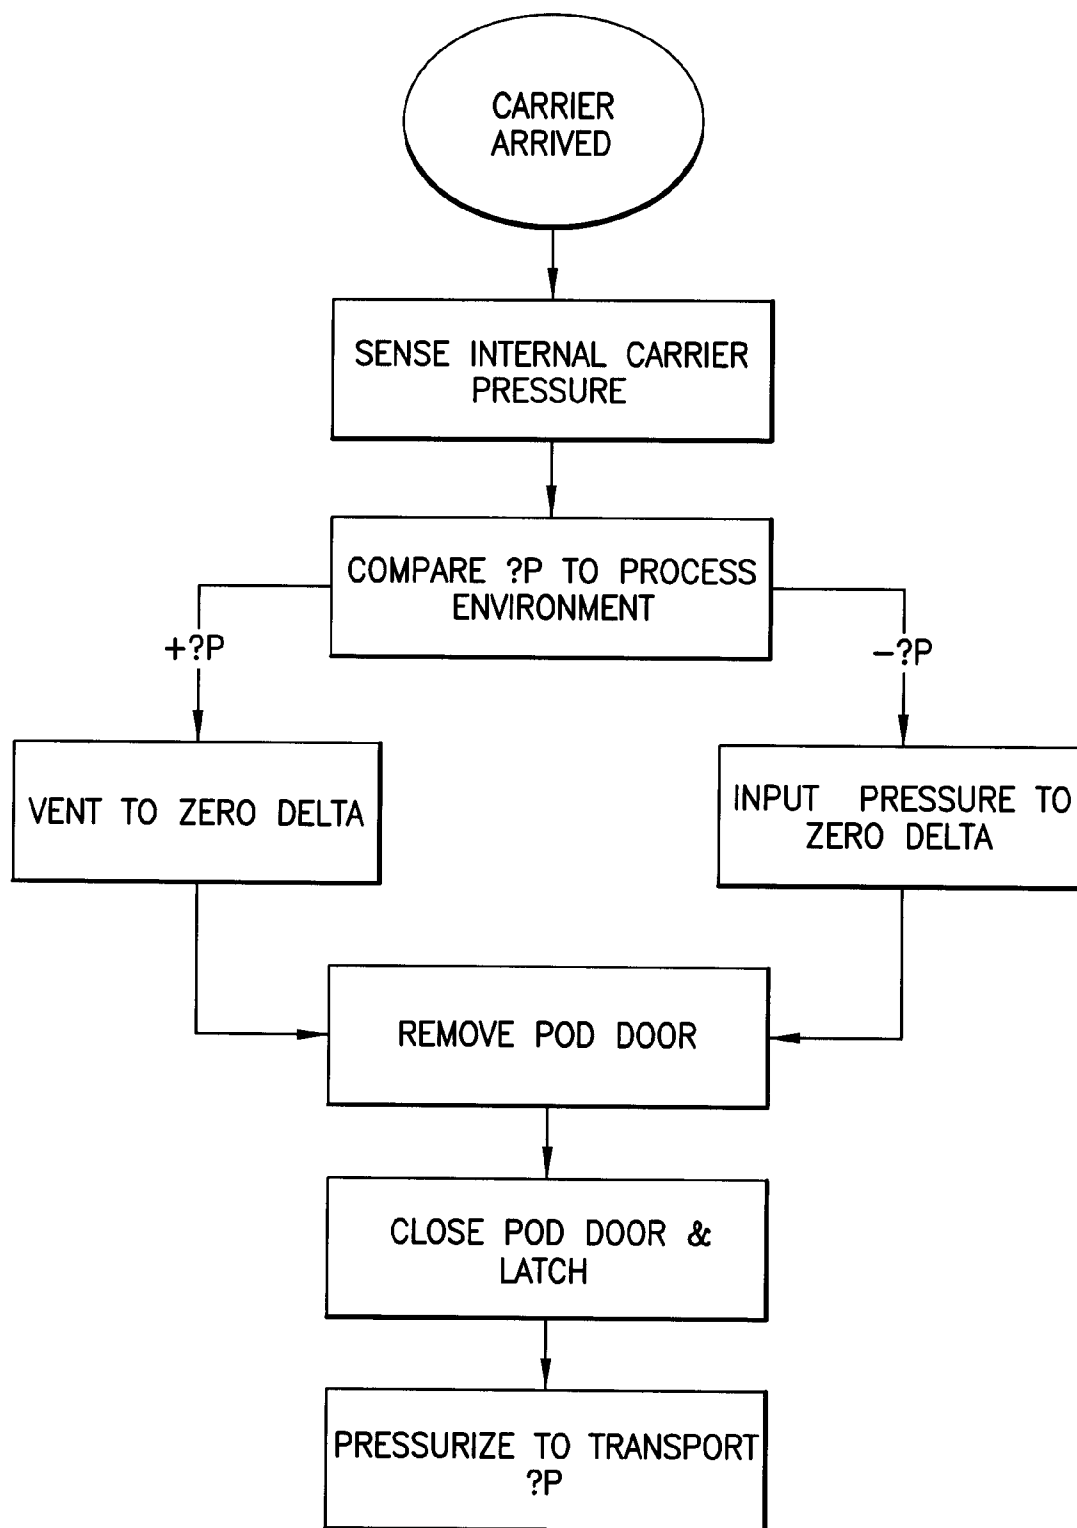 CARRIER
ARRIVED
SENSE INTERNAL CARRIER
PRESSURE
COMPARE ?P TO PROCESS
ENVIRONMENT
+?P
-?P
VENT TO ZERO DELTA
INPUT PRESSURE TO
ZERO DELTA
REMOVE POD DOOR
CLOSE POD DOOR &
LATCH
PRESSURIZE TO TRANSPORT
?P